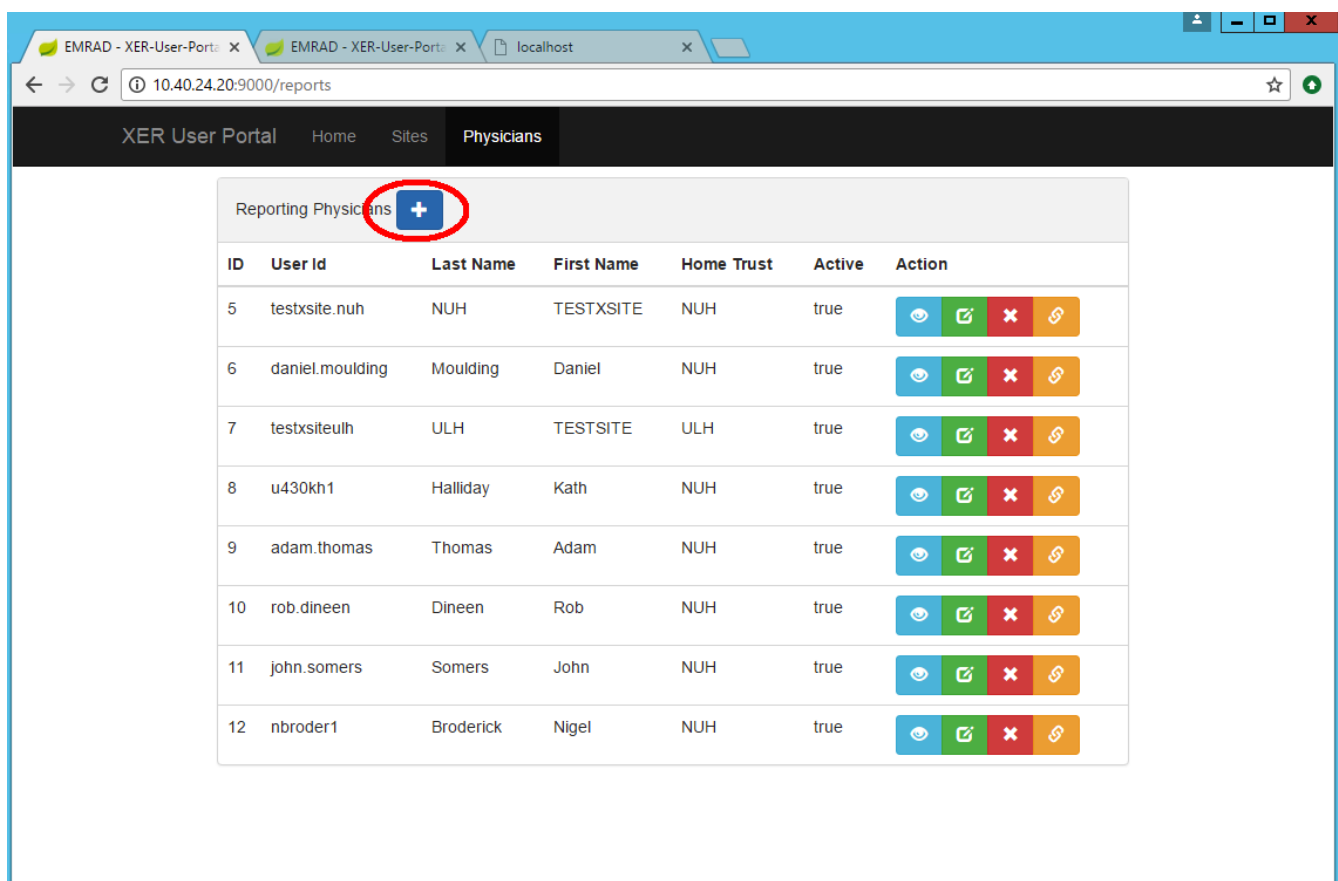 EMRAD - XER-User-Porta
EMRAD - XER-User-Porta
localhost
10.40.24.20:9000/reports
XER User Portal Home Sites Physicians
Reporting Physicians
ID User Id Last Name First Name Home Trust Active Action
5 testxsite.nuh NUH TESTXSITE NUH true
6 daniel.moulding Moulding Daniel NUH true
7 testxsiteulh ULH TESTSITE ULH true
8 u430kh1 Halliday Kath NUH true
9 adam.thomas Thomas Adam NUH true
10 rob.dineen Dineen Rob NUH true
11 john.somers Somers John NUH true
12 nbroder1 Broderick Nigel NUH true